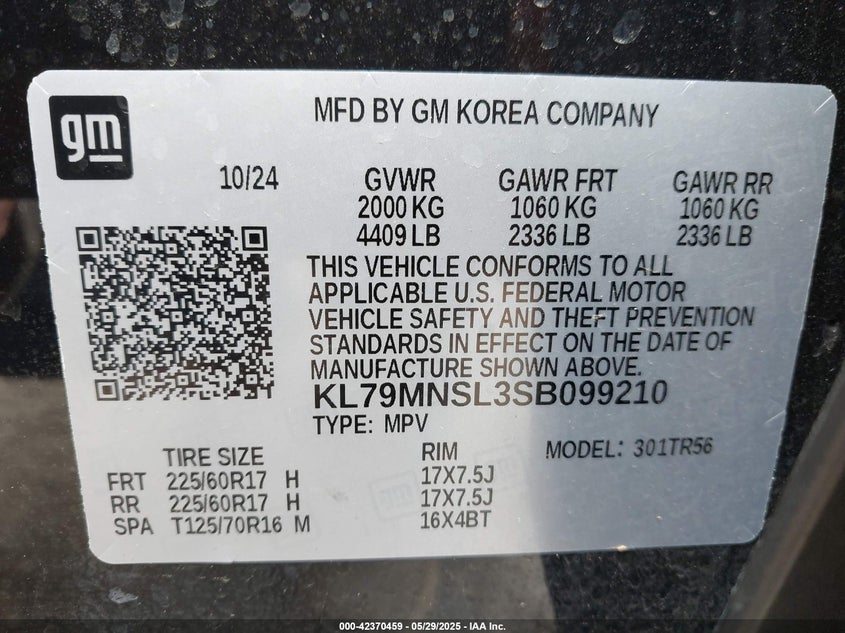 gm
MFD BY GM KOREA COMPANY
10/24 GVWR GAWR FRT GAWR RR
2000 KG 1060 KG 1060 KG
4409 LB 2336 LB 2336 LB
THIS VEHICLE CONFORMS TO ALL
APPLICABLE U.S. FEDERAL MOTOR
VEHICLE SAFETY AND THEFT PREVENTION
STANDARDS IN EFFECT ON THE DATE OF
MANUFACTURE SHOWN ABOVE.
KL79MNSL3SB099210
TYPE: MPV
TIRE SIZE RIM MODEL: 301TR56
FRT 225/60R17 H 17X7.5J
RR 225/60R17 H 17X7.5J
SPA T125/70R16 M 16X4BT
000-42370459 - 05/29/2025 - IAA Inc.